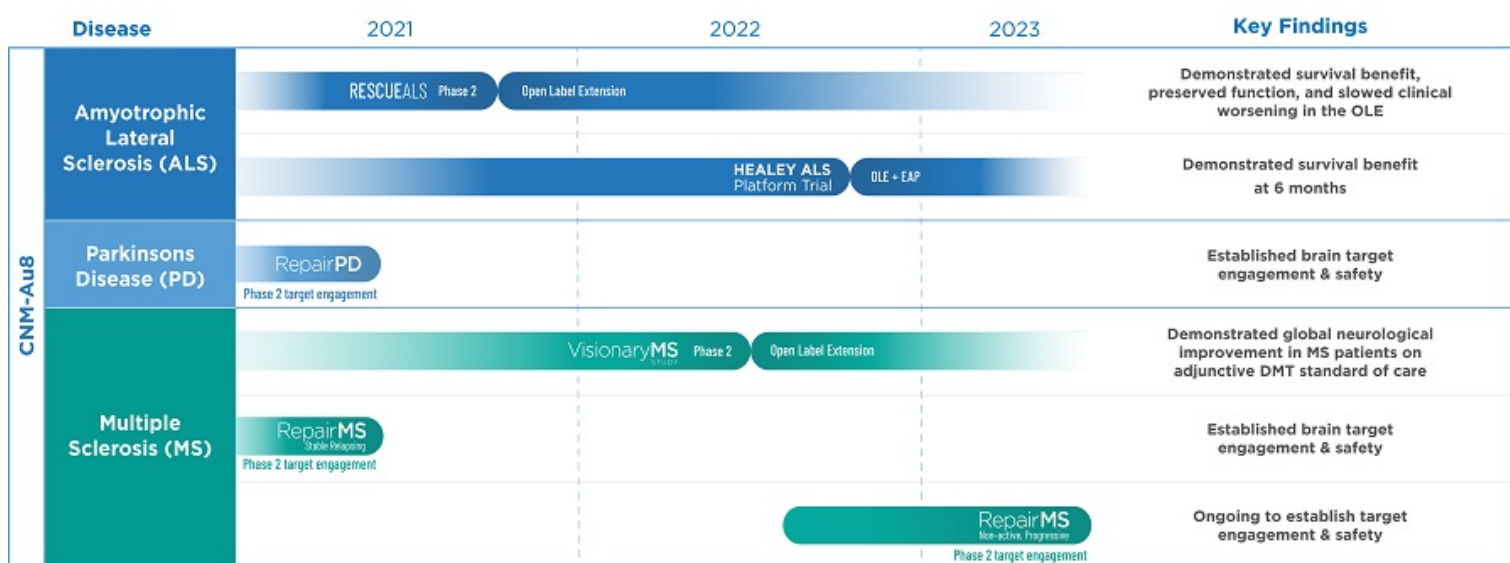 Disease 2021 2022 2023 Key Findings
CNM-Au8
Amyotrophic
Lateral
Sclerosis (ALS)
RESCUEALS Phase 2 Open Label Extension
Demonstrated survival benefit,
preserved function, and slowed clinical
worsening in the OLE
HEALEY ALS
Platform Trial
OLE + EAP
Demonstrated survival benefit
at 6 months
Parkinsons
Disease (PD)
RepairPD
Phase 2 target engagement
Established brain target
engagement & safety
Multiple
Sclerosis (MS)
VisionaryMS Phase 2 Open Label Extension
STUDY
Demonstrated global neurological
improvement in MS patients on
adjunctive DMT standard of care
RepairMS
Stable Relapsing
Phase 2 target engagement
Established brain target
engagement & safety
RepairMS
Non-active, Progressive
Phase 2 target engagement
Ongoing to establish target
engagement & safety